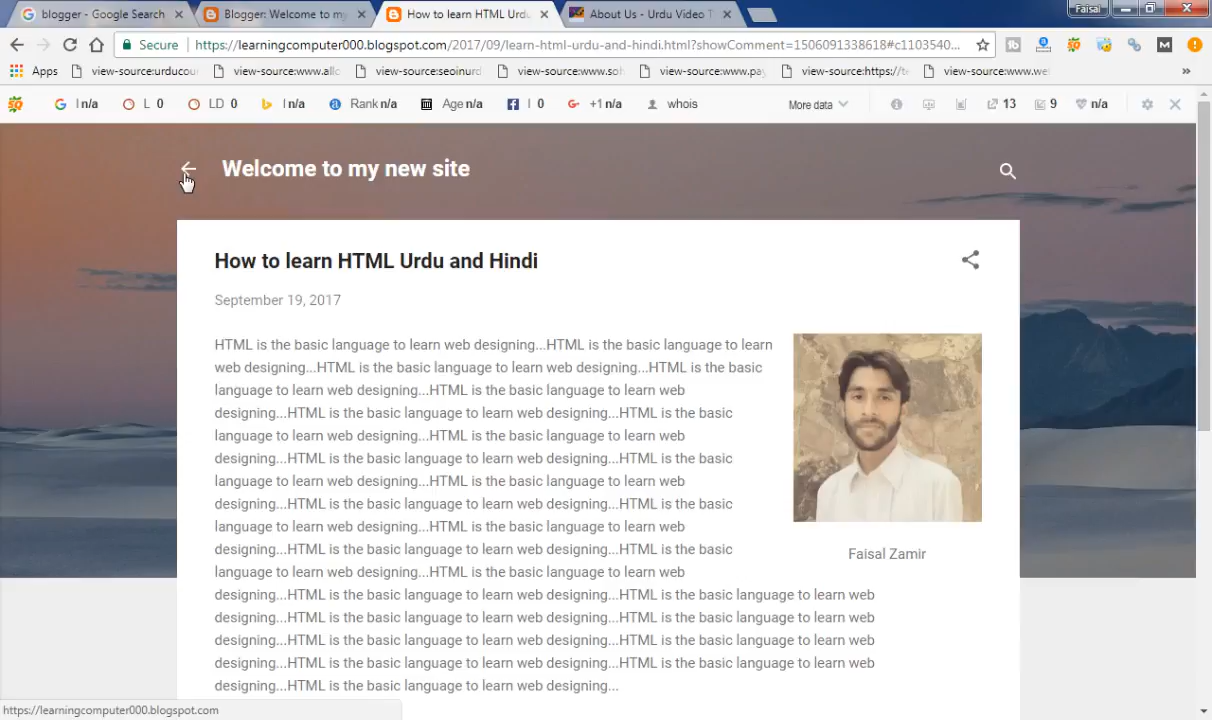 blogger - Google Search
Blogger: Welcome to my
How to learn HTML Urdu
About Us - Urdu Video T
Faisal
Secure
https://learningcomputer000.blogspot.com/2017/09/learn-html-urdu-and-hindi.html?showComment=1506091338618#c1103540...
Apps
view-source:urducou
view-source:www.allc
view-source:seoinurd
view-source:www.soh
view-source:www.pay
view-source:https://te
view-source:www.we
I n/a
L 0
LD 0
I n/a
Rank n/a
Age n/a
I 0
+1 n/a
whois
More data
13
9
n/a
Welcome to my new site
How to learn HTML Urdu and Hindi
September 19, 2017
HTML is the basic language to learn web designing...HTML is the basic language to learn
web designing...HTML is the basic language to learn web designing...HTML is the basic
language to learn web designing...HTML is the basic language to learn web
designing...HTML is the basic language to learn web designing...HTML is the basic
language to learn web designing...HTML is the basic language to learn web
designing...HTML is the basic language to learn web designing...HTML is the basic
language to learn web designing...HTML is the basic language to learn web
designing...HTML is the basic language to learn web designing...HTML is the basic
language to learn web designing...HTML is the basic language to learn web
designing...HTML is the basic language to learn web designing...HTML is the basic
language to learn web designing...HTML is the basic language to learn web
designing...HTML is the basic language to learn web designing...HTML is the basic language to learn web
designing...HTML is the basic language to learn web designing...HTML is the basic language to learn web
designing...HTML is the basic language to learn web designing...HTML is the basic language to learn web
designing...HTML is the basic language to learn web designing...HTML is the basic language to learn web
designing...HTML is the basic language to learn web designing...
Faisal Zamir
https://learningcomputer000.blogspot.com